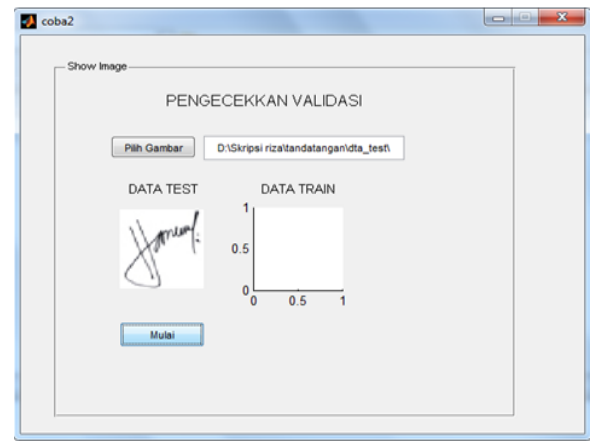 coba2
Show Image
PENGECEKKAN VALIDASI
Pilih Gambar
D:\Skripsi riza\tandatangan\dta_test\
DATA TEST
DATA TRAIN
1
0.5
0
0 0.5 1
Mulai